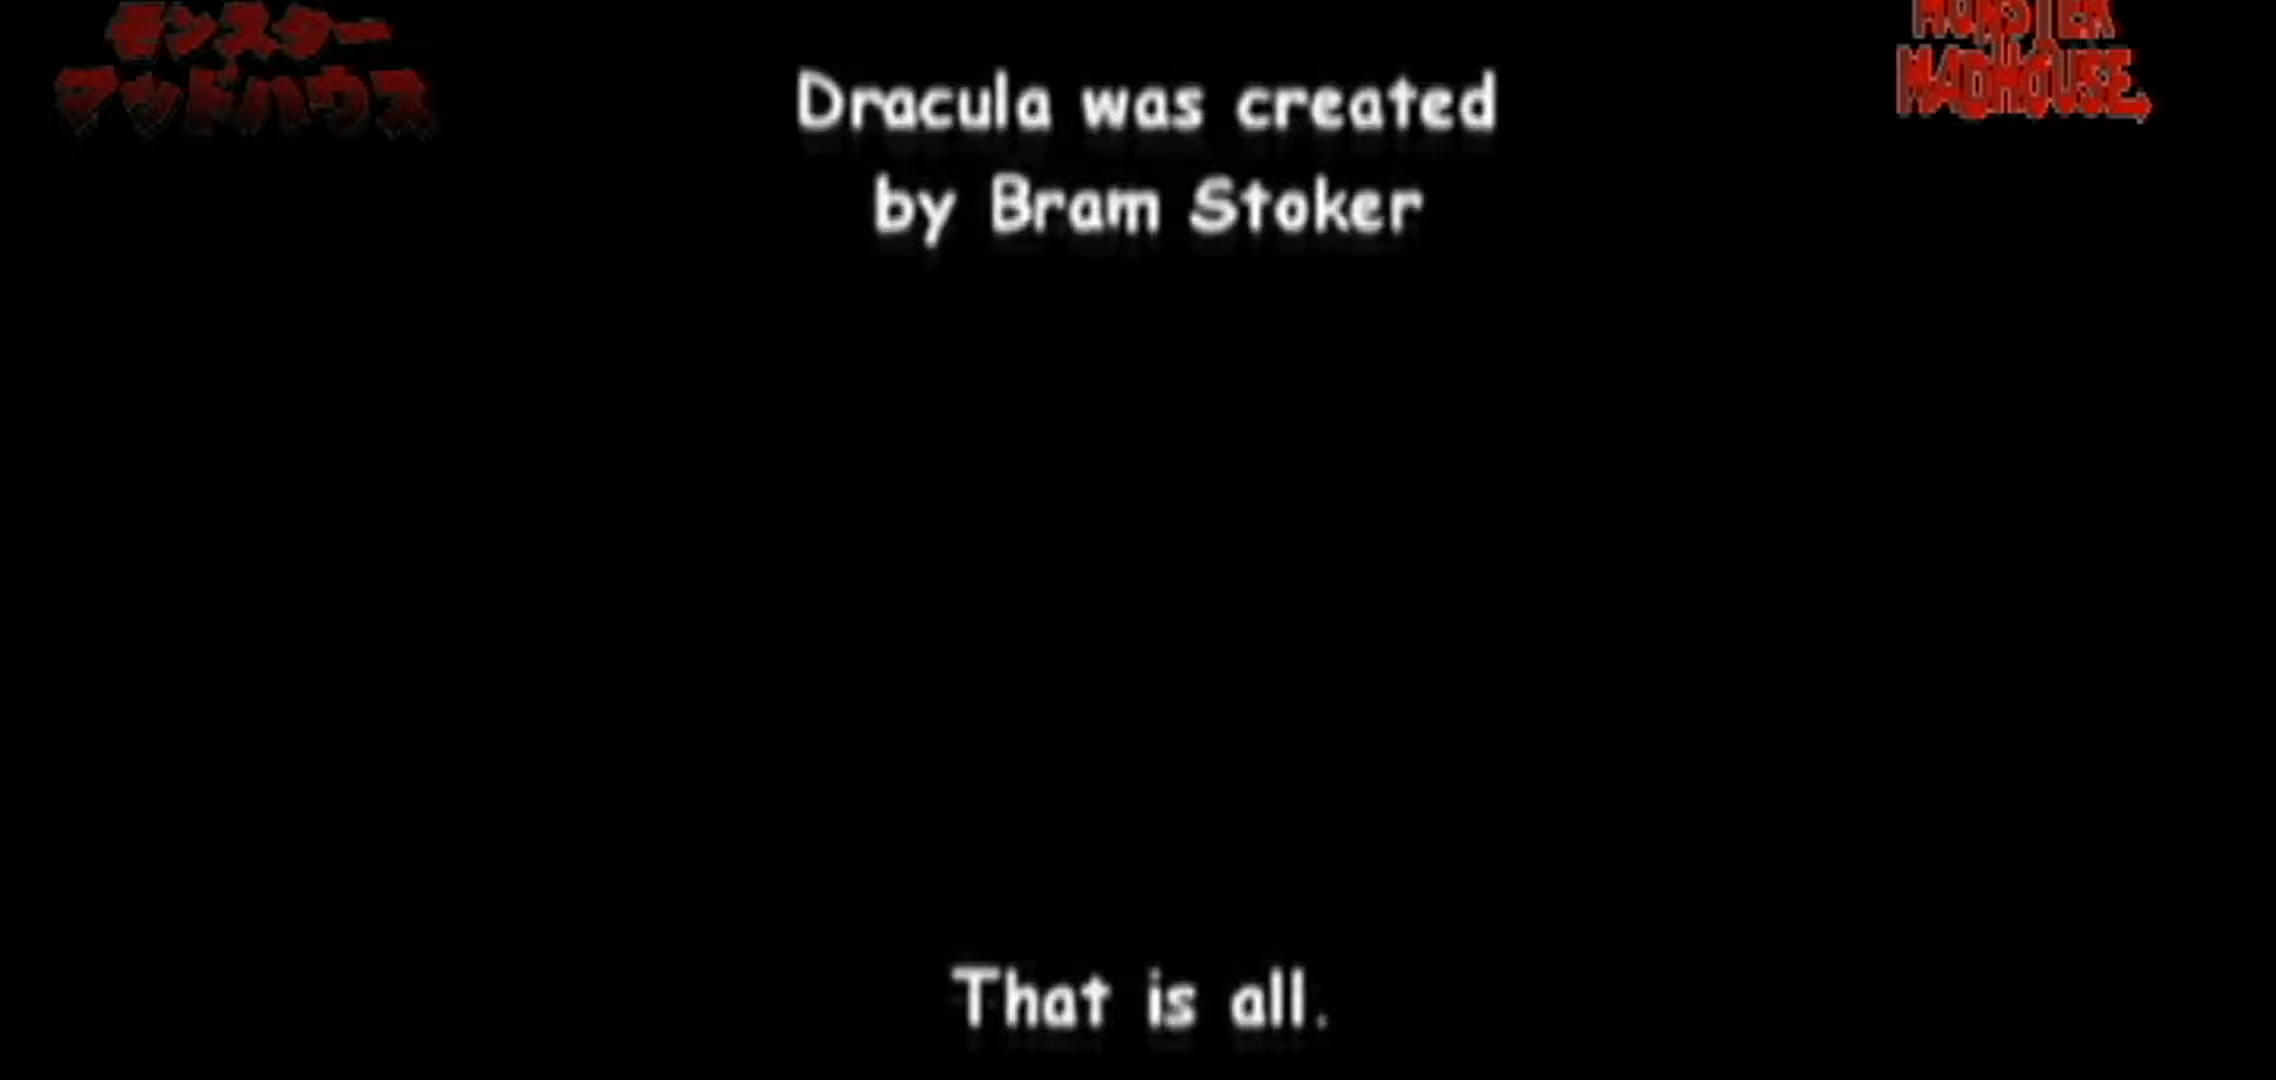 モンスター
マッドハウス
MONSTER
MADHOUSE
Dracula was created
by Bram Stoker
That is all.